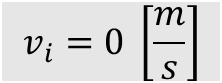 v_i = 0 [m/s]